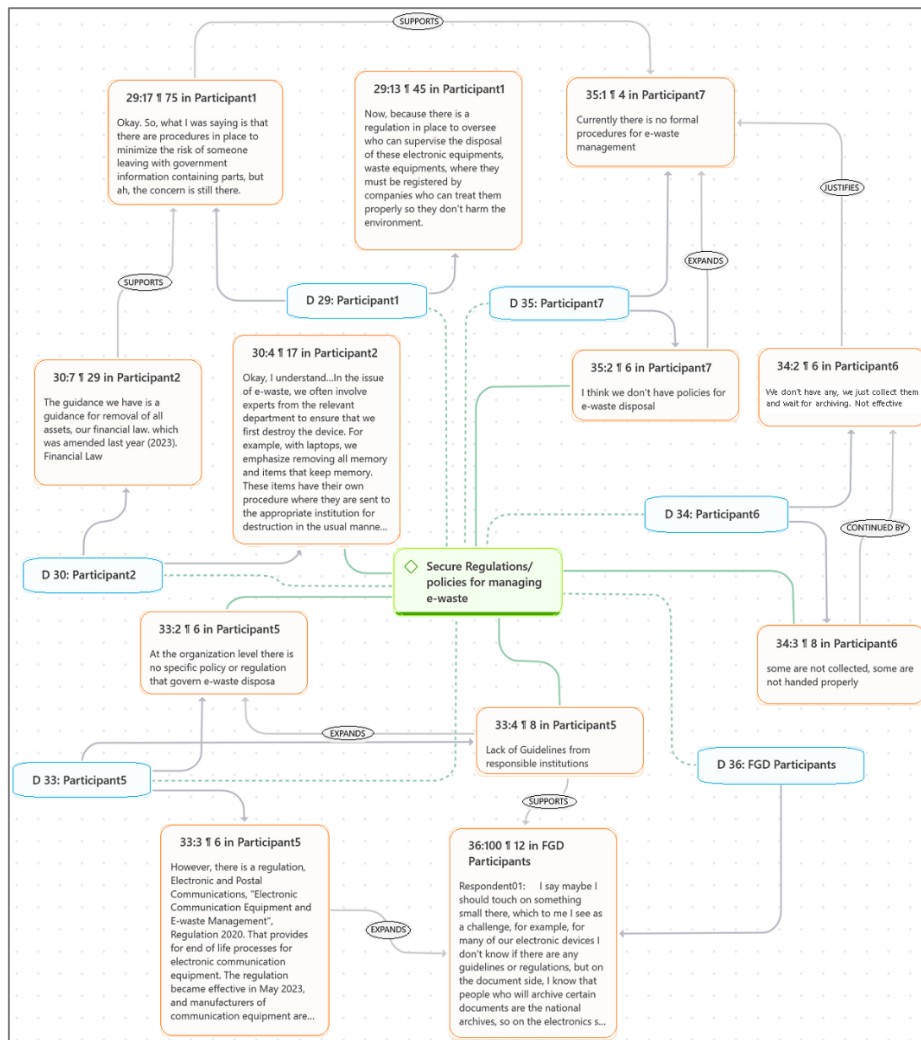 SUPPORTS
29:17 ¶ 75 in Participant1
Okay. So, what I was saying is that
there are procedures in place to
minimize the risk of someone
leaving with government
information containing parts, but
ah, the concern is still there.
29:13 ¶ 45 in Participant1
Now, because there is a
regulation in place to oversee
who can supervise the disposal
of these electronic equipments,
waste equipments, where they
must be registered by
companies who can treat them
properly so they don't harm the
environment.
35:1 ¶ 4 in Participant7
Currently there is no formal
procedures for e-waste
management
JUSTIFIES
EXPANDS
SUPPORTS
D 29: Participant1
D 35: Participant7
30:7 ¶ 29 in Participant2
The guidance we have is a
guidance for removal of all
assets, our financial law. which
was amended last year (2023).
Financial Law
30:4 ¶ 17 in Participant2
Okay, I understand...In the issue
of e-waste, we often involve
experts from the relevant
department to ensure that we
first destroy the device. For
example, with laptops, we
emphasize removing all memory
and items that keep memory.
These items have their own
procedure where they are sent to
the appropriate institution for
destruction in the usual manne...
35:2 ¶ 6 in Participant7
I think we don't have policies for
e-waste disposal
34:2 ¶ 6 in Participant6
We don't have any, we just collect them
and wait for archiving. Not effective
D 34: Participant6
CONTINUED BY
D 30: Participant2
Secure Regulations/
policies for managing
e-waste
33:2 ¶ 6 in Participant5
At the organization level there is
no specific policy or regulation
that govern e-waste disposa
34:3 ¶ 8 in Participant6
some are not collected, some are
not handed properly
EXPANDS
33:4 ¶ 8 in Participant5
Lack of Guidelines from
responsible institutions
D 33: Participant5
D 36: FGD Participants
SUPPORTS
33:3 ¶ 6 in Participant5
However, there is a regulation,
Electronic and Postal
Communications, "Electronic
Communication Equipment and
E-waste Management",
Regulation 2020. That provides
for end of life processes for
electronic communication
equipment. The regulation
became effective in May 2023,
and manufacturers of
communication equipment are...
EXPANDS
36:100 ¶ 12 in FGD
Participants
Respondent01: I say maybe I
should touch on something
small there, which to me I see as
a challenge, for example, for
many of our electronic devices I
don't know if there are any
guidelines or regulations, but on
the document side, I know that
people who will archive certain
documents are the national
archives, so on the electronics s...